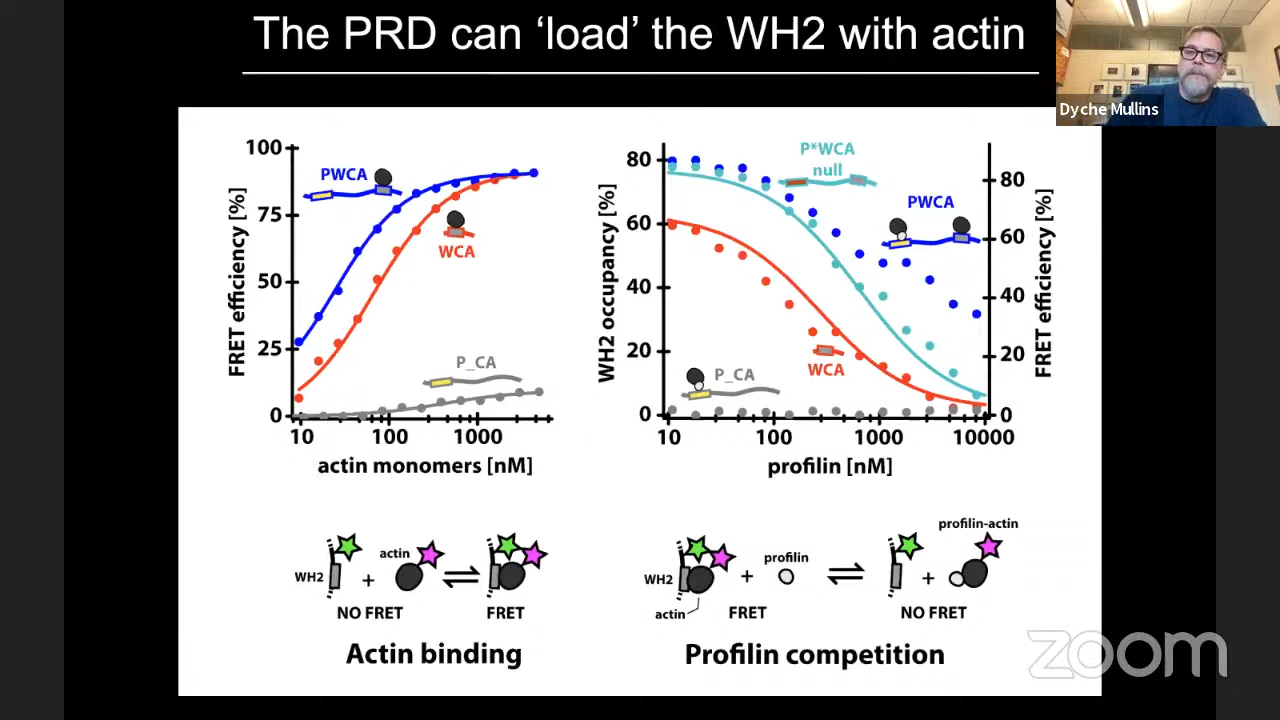 The PRD can ‘load’ the WH2 with actin
Dyche Mullins
100
75
50
25
0
FRET efficiency [%]
PWCA
WCA
P_CA
10
100
1000
actin monomers [nM]
80
60
40
20
0
WH2 occupancy [%]
P*WCA
null
PWCA
WCA
P_CA
80
60
40
20
0
FRET efficiency [%]
10
100
1000
10000
profilin [nM]
WH2
+
actin
NO FRET
FRET
Actin binding
WH2
actin
+
profilin
FRET
profilin-actin
+
NO FRET
Profilin competition
zoom